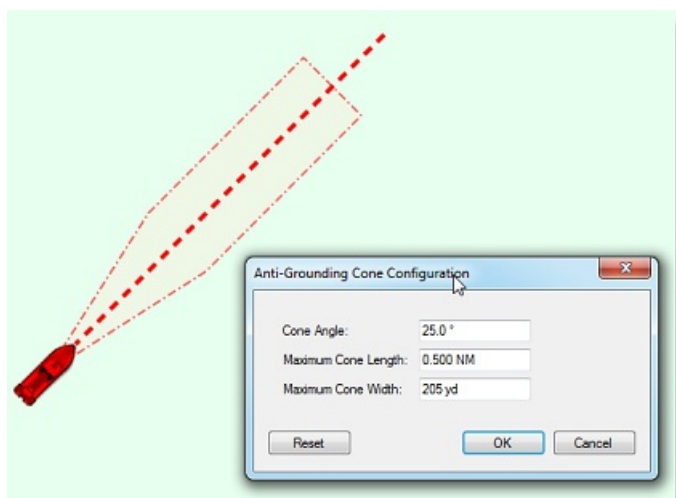 Anti-Grounding Cone Configuration
Cone Angle: 25.0 °
Maximum Cone Length: 0.500 NM
Maximum Cone Width: 205 yd
Reset OK Cancel